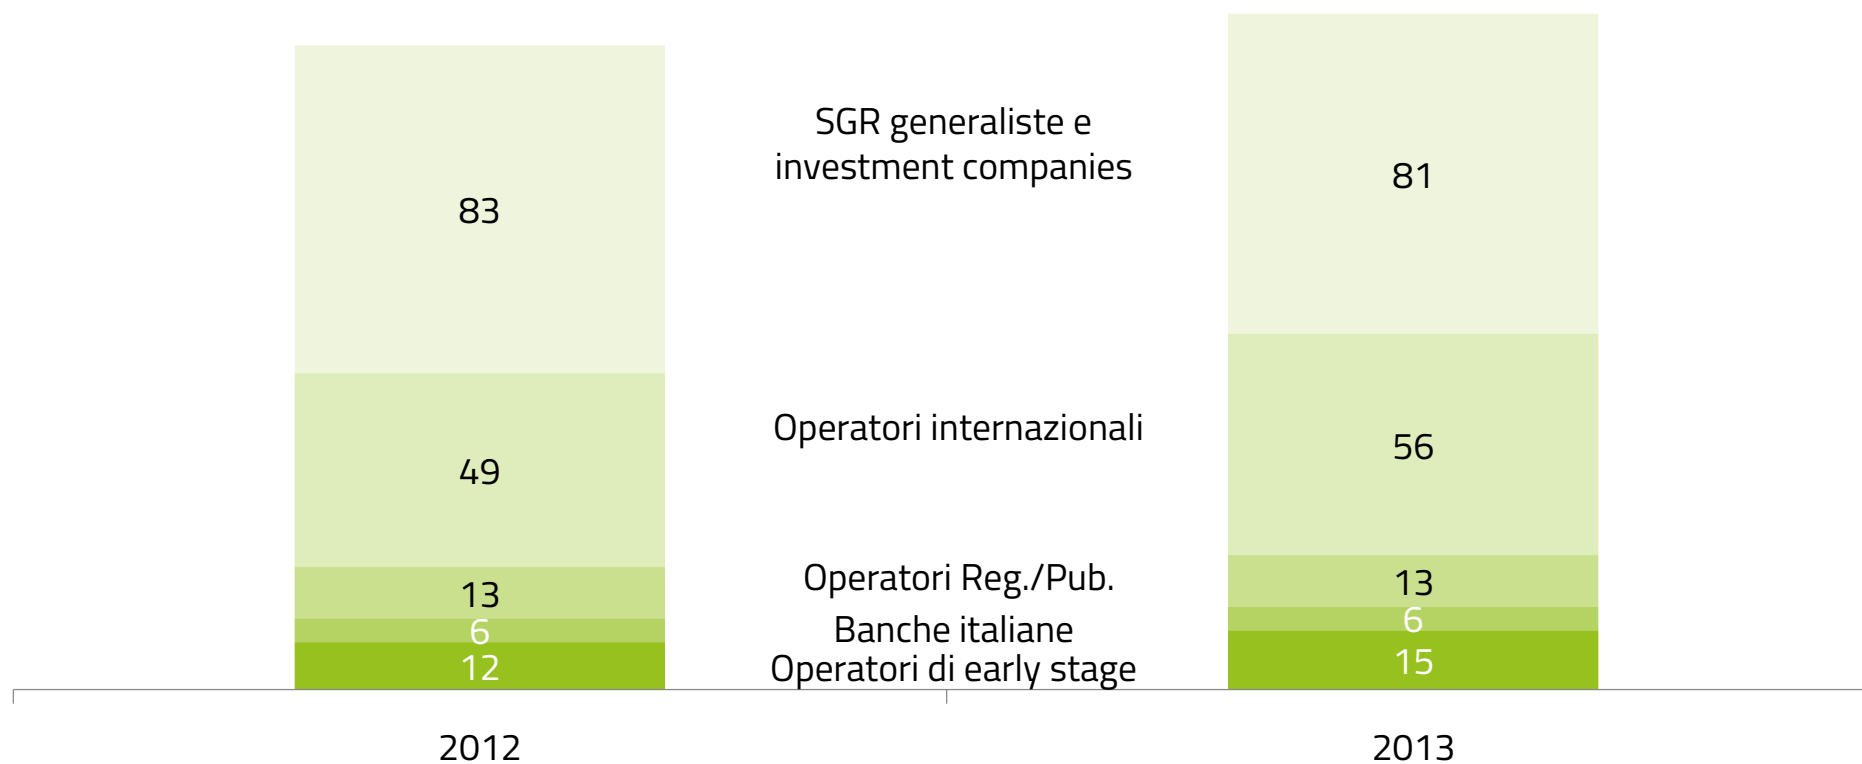 SGR generaliste e
investment companies
83
81
Operatori internazionali
49
56
Operatori Reg./Pub.
13
13
Banche italiane
6
6
Operatori di early stage
12
15
2012
2013